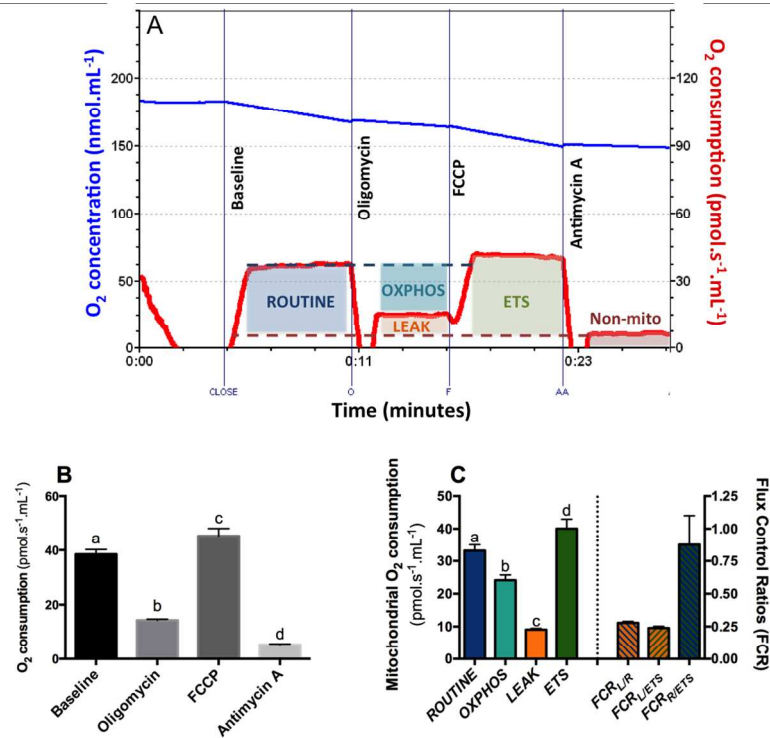 A
O2 concentration (nmol.mL-1)
200
150
100
50
0
Baseline
Oligomycin
FCCP
Antimycin A
ROUTINE
OXPHOS
LEAK
ETS
Non-mito
120
90
60
30
0
O2 consumption (pmol.s-1.mL-1)
0:00
0:11
0:23
CLOSE
O
F
AA
Time (minutes)
B
O2 consumption (pmol.s-1.mL-1)
60
40
20
0
a
b
c
d
Baseline
Oligomycin
FCCP
Antimycin A
C
Mitochondrial O2 consumption
(pmol.s-1.mL-1)
50
40
30
20
10
0
a
b
c
d
ROUTINE
OXPHOS
LEAK
ETS
FCRL/R
FCRL/ETS
FCRR/ETS
1.25
1.00
0.75
0.50
0.25
0.00
Flux Control
Ratios (FCR)